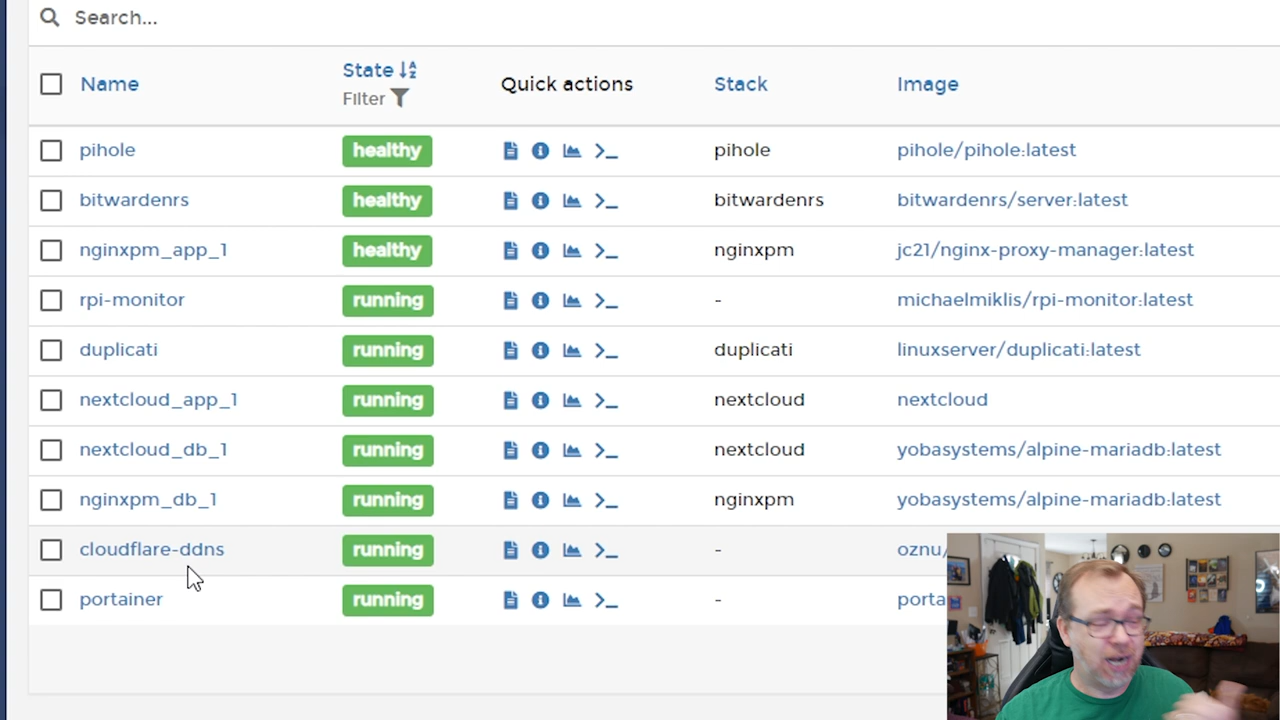 Search...
Name State Filter Quick actions Stack Image
pihole healthy pihole pihole/pihole:latest
bitwardenrs healthy bitwardenrs bitwardenrs/server:latest
nginxpm_app_1 healthy nginxpm jc21/nginx-proxy-manager:latest
rpi-monitor running - michaelmiklis/rpi-monitor:latest
duplicati running duplicati linuxserver/duplicati:latest
nextcloud_app_1 running nextcloud nextcloud
nextcloud_db_1 running nextcloud yobasystems/alpine-mariadb:latest
nginxpm_db_1 running nginxpm yobasystems/alpine-mariadb:latest
cloudflare-ddns running - oznu/
portainer running - porta